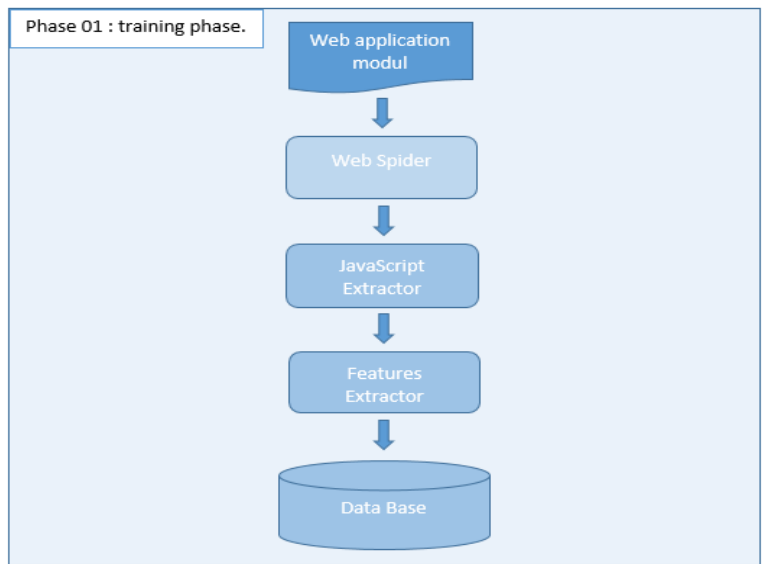 Phase 01 : training phase.
Web application
modul
Web Spider
JavaScript
Extractor
Features
Extractor
Data Base